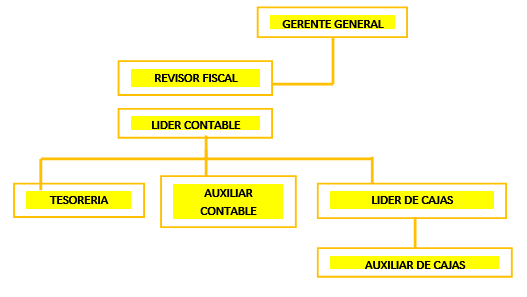 GERENTE GENERAL
REVISOR FISCAL
LIDER CONTABLE
TESORERIA
AUXILIAR
CONTABLE
LIDER DE CAJAS
AUXILIAR DE CAJAS